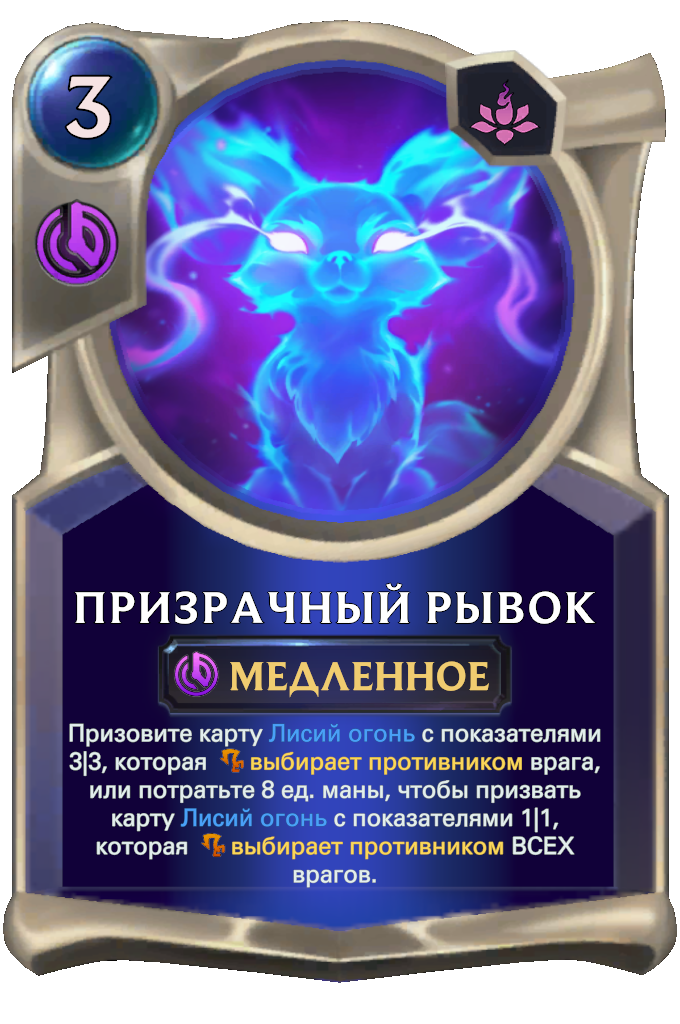 3
ПРИЗРАЧНЫЙ РЫВОК
МЕДЛЕННОЕ
Призовите карту Лисий огонь с показателями
3|3, которая выбирает противником врага,
или потратьте 8 ед. маны, чтобы призвать
карту Лисий огонь с показателями 1|1,
которая выбирает противником ВСЕХ
врагов.